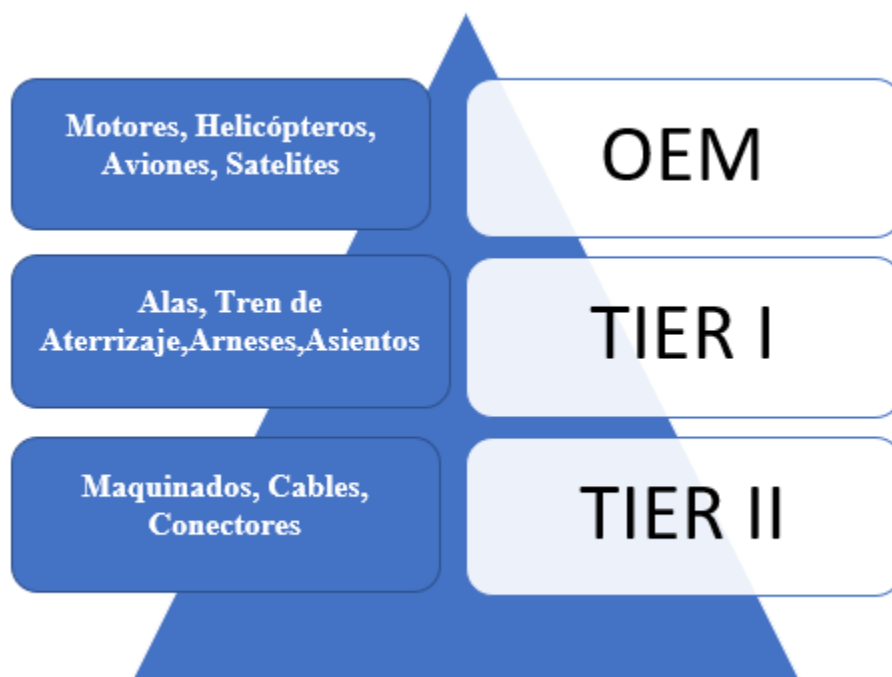 Motores, Helicópteros,
Aviones, Satelites
OEM
Alas, Tren de
Aterrizaje,Arneses,Asientos
TIER I
Maquinados, Cables,
Conectores
TIER II